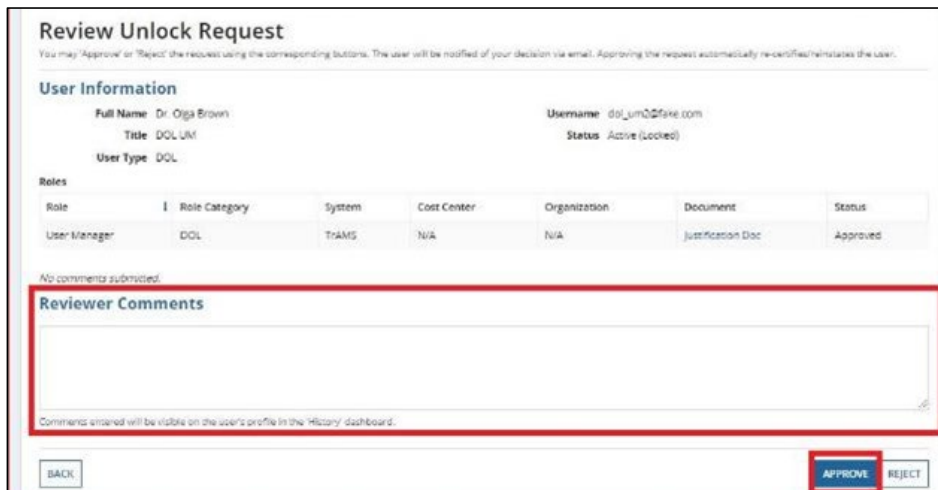 Review Unlock Request
You may 'Approve' or 'Reject' the request using the corresponding buttons. The user will be notified of your decision via email. Approving the request automatically re-certifies/reinstates the user.
User Information
Full Name Dr. Olga Brown Username dol_um2@fake.com
Title DOL UM Status Active (Locked)
User Type DOL
Roles
Role Role Category System Cost Center Organization Document Status
User Manager DOL TrAMS N/A N/A Justification Doc Approved
No comments submitted.
Reviewer Comments
Comments entered will be visible on the user's profile in the 'History' dashboard.
BACK APPROVE REJECT